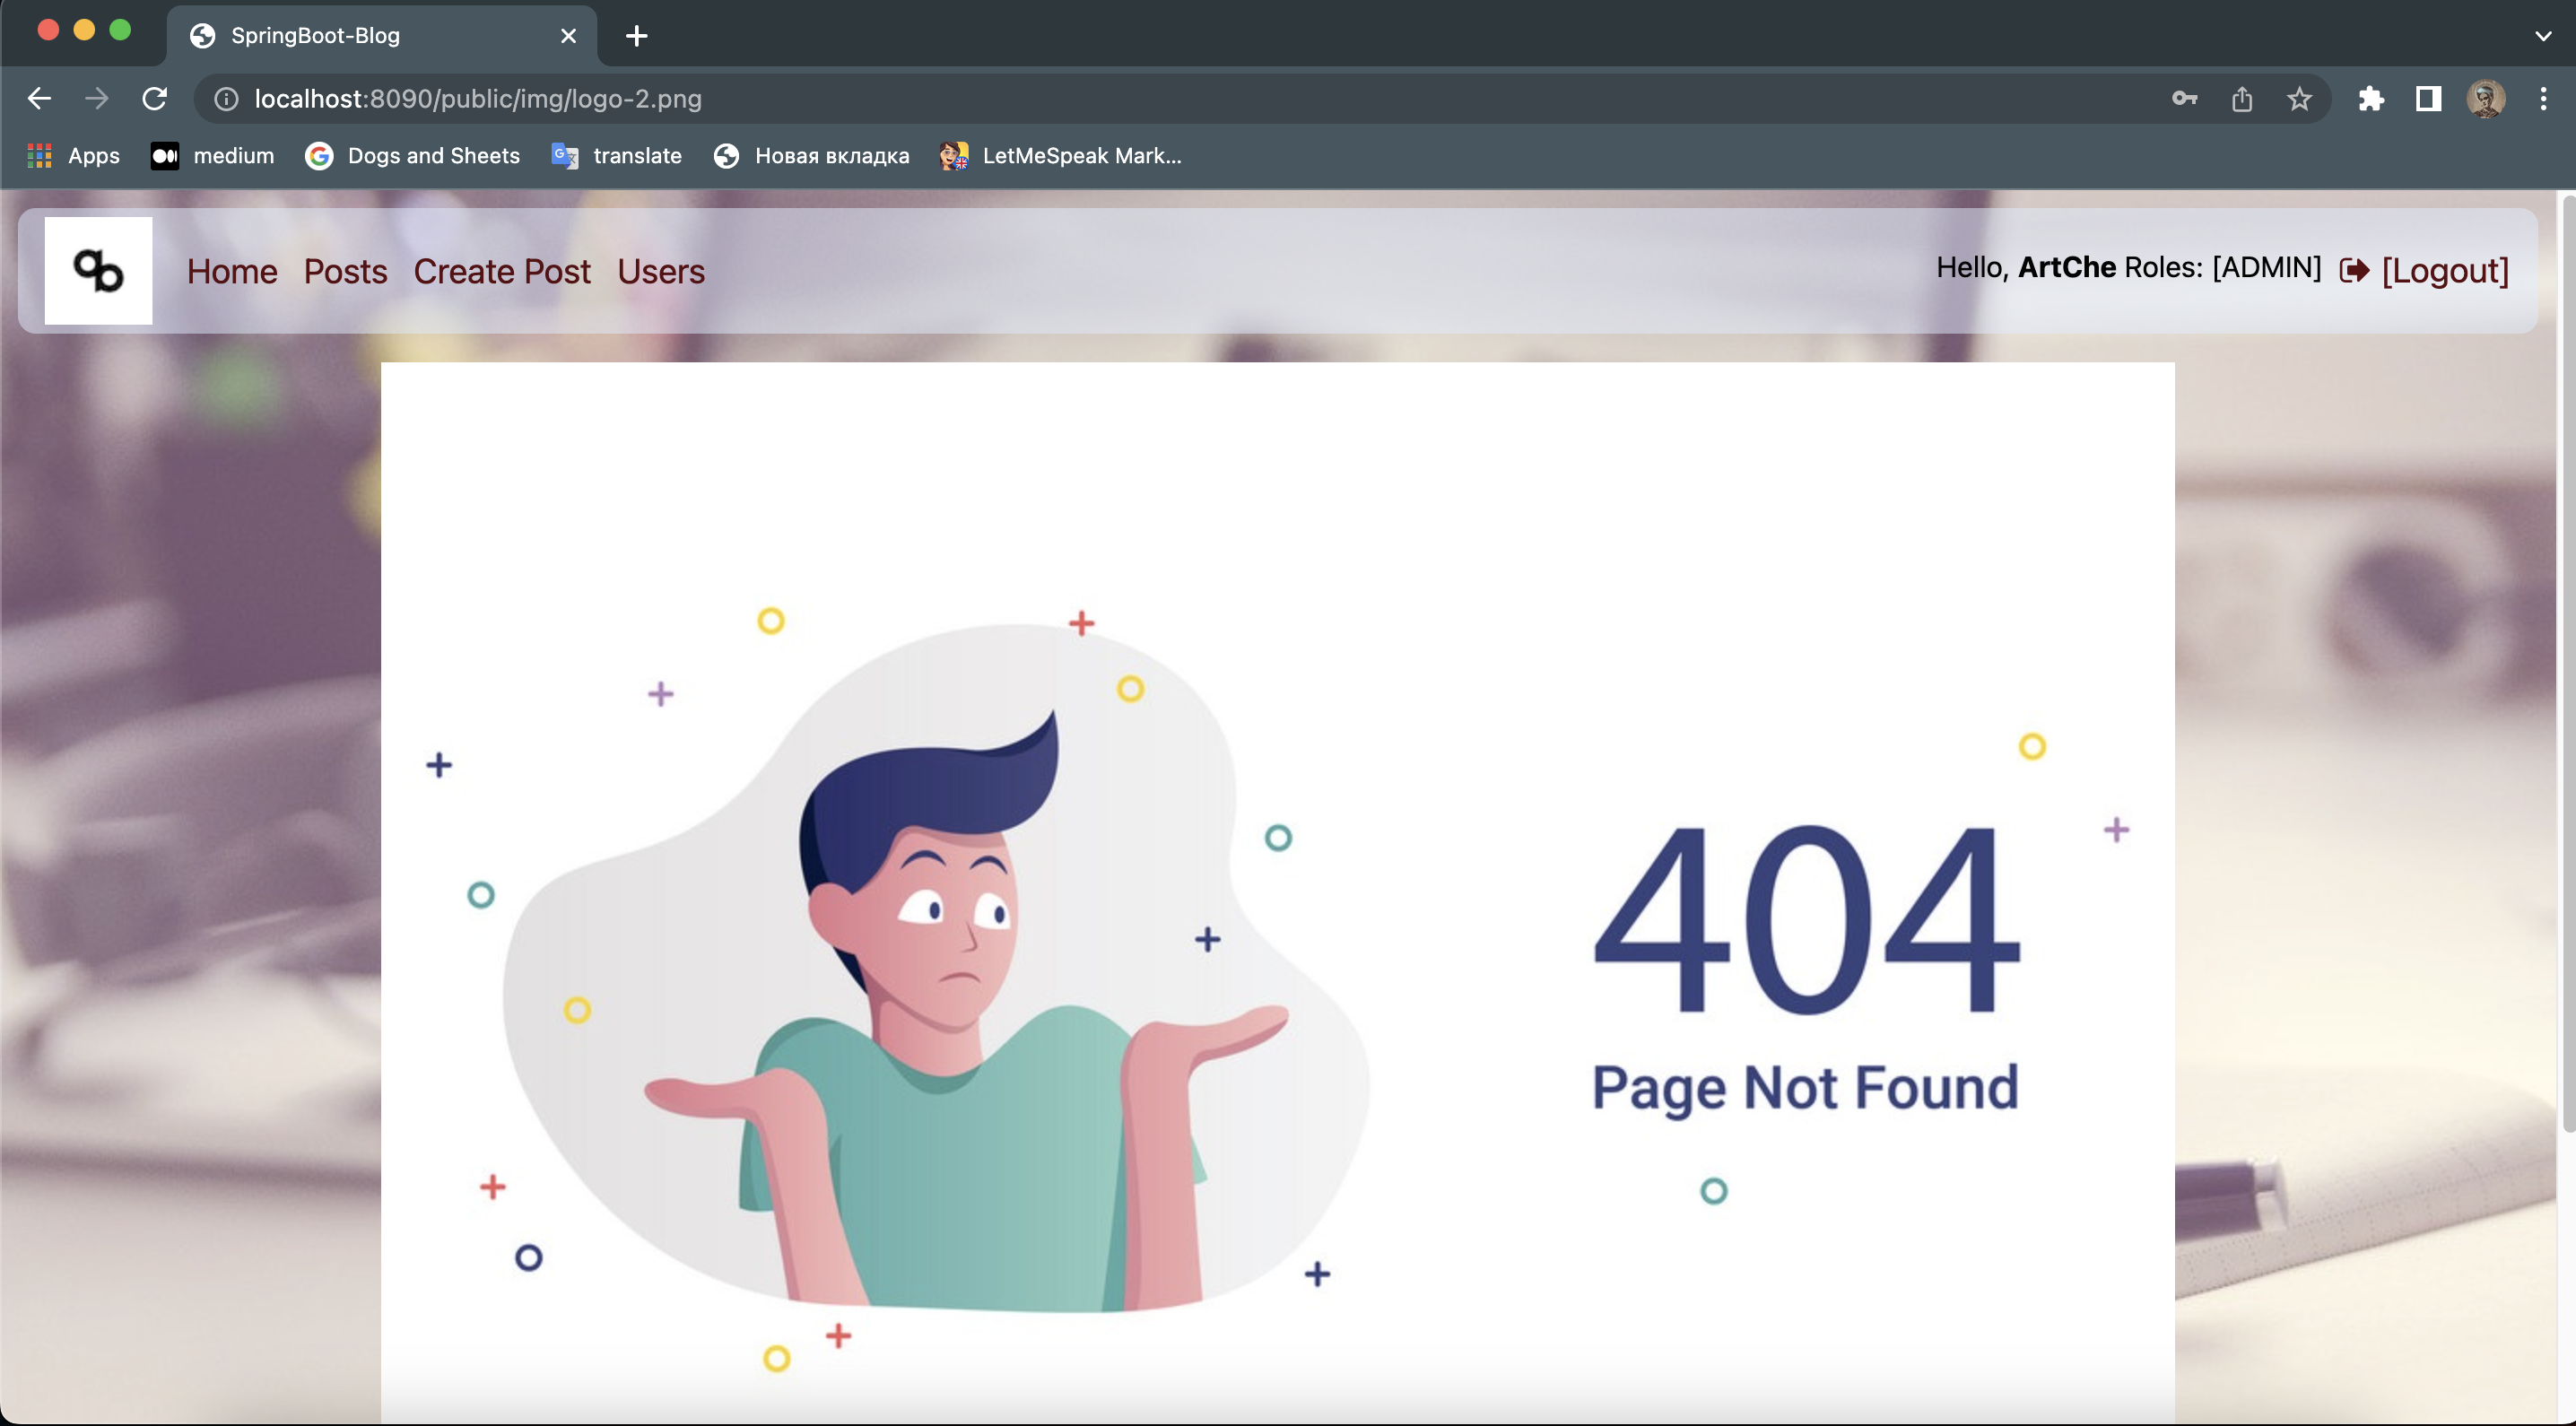 SpringBoot-Blog
localhost:8090/public/img/logo-2.png
Apps medium Dogs and Sheets translate Новая вкладка LetMeSpeak Mark...
Home Posts Create Post Users Hello, ArtChe Roles: [ADMIN] [Logout]
404
Page Not Found